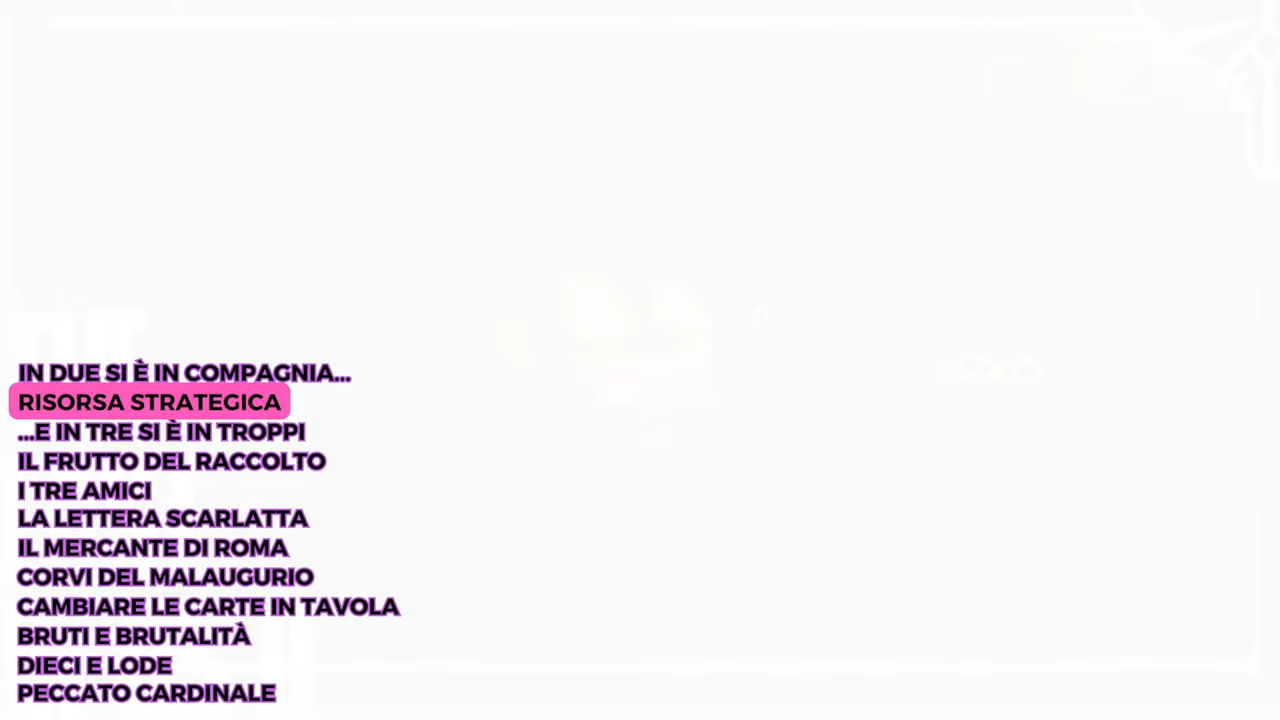 IN DUE SI È IN COMPAGNIA...
RISORSA STRATEGICA
...E IN TRE SI È IN TROPPI
IL FRUTTO DEL RACCOLTO
I TRE AMICI
LA LETTERA SCARLATTA
IL MERCANTE DI ROMA
CORVI DEL MALAUGURIO
CAMBIARE LE CARTE IN TAVOLA
BRUTI E BRUTALITÀ
DIECI E LODE
PECCATO CARDINALE